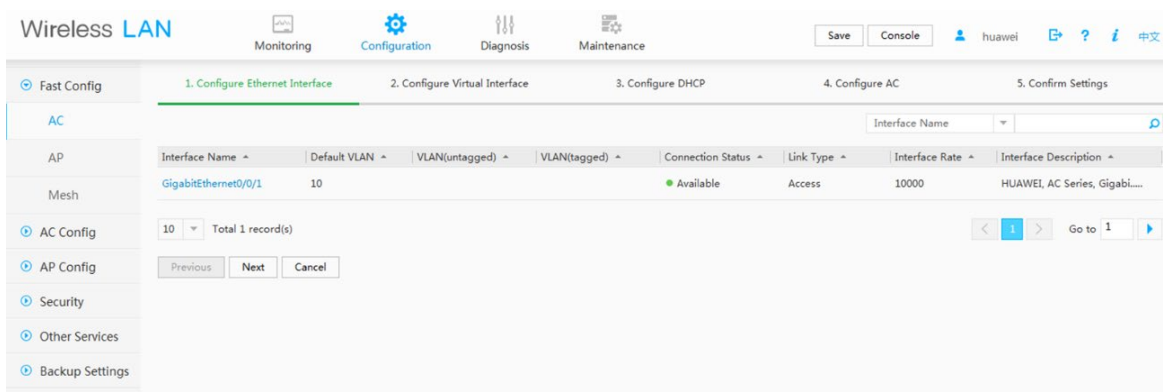 Wireless LAN
Monitoring
Configuration
Diagnosis
Maintenance
Save
Console
huawei
?
i
中文
Fast Config
AC
AP
Mesh
AC Config
AP Config
Security
Other Services
Backup Settings
1. Configure Ethernet Interface
2. Configure Virtual Interface
3. Configure DHCP
4. Configure AC
5. Confirm Settings
Interface Name
Interface Name Default VLAN VLAN(untagged) VLAN(tagged) Connection Status Link Type Interface Rate Interface Description
GigabitEthernet0/0/1 10 Available Access 10000 HUAWEI, AC Series, Gigabi.....
10 Total 1 record(s) < 1 > Go to 1
Previous Next Cancel